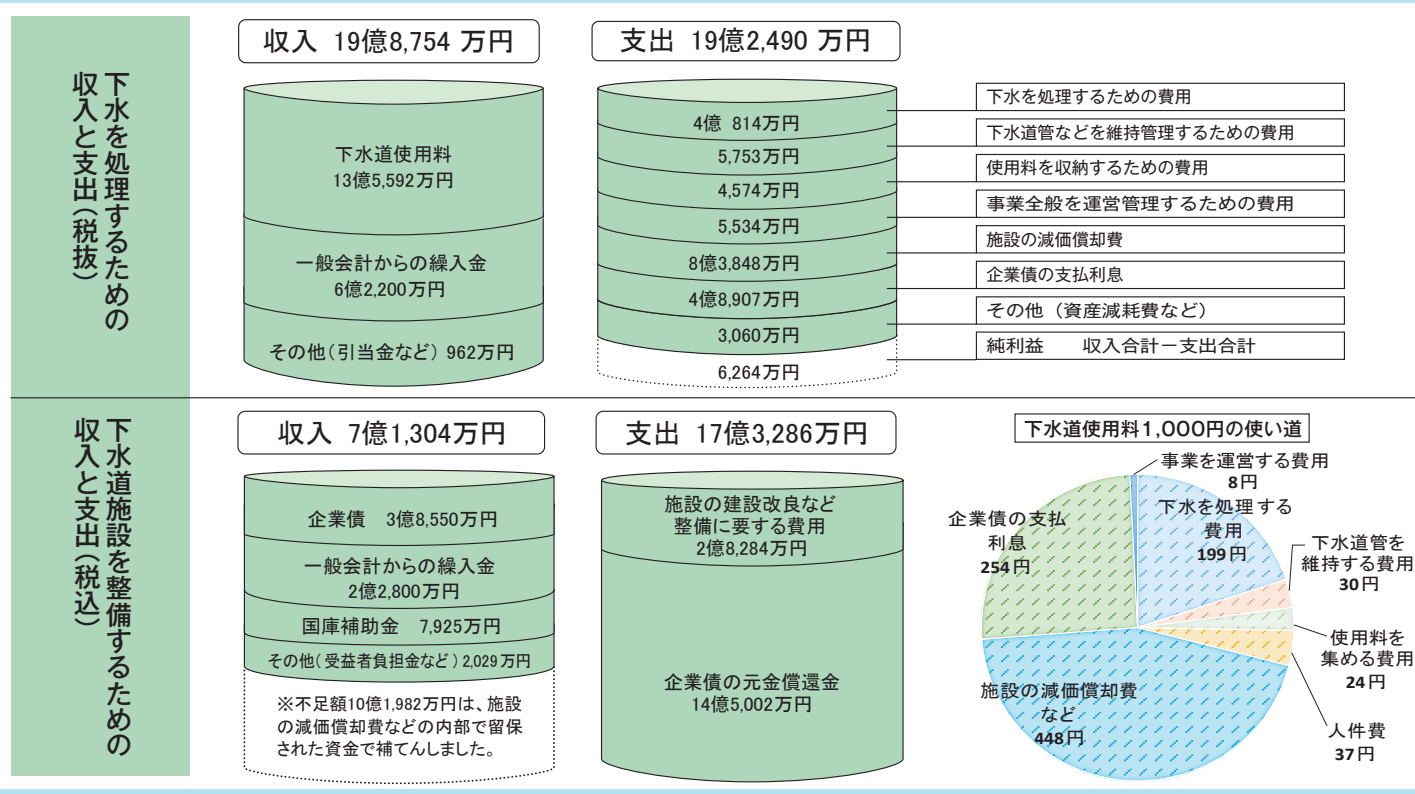 下水を処理するための
収入と支出（税抜）
収入 19億8,754 万円
下水道使用料
13億5,592万円
一般会計からの繰入金
6億2,200万円
その他（引当金など） 962万円
支出 19億2,490 万円
4億 814万円
5,753万円
4,574万円
5,534万円
8億3,848万円
4億8,907万円
3,060万円
6,264万円
下水を処理するための費用
下水道管などを維持管理するための費用
使用料を収納するための費用
事業全般を運営管理するための費用
施設の減価償却費
企業債の支払利息
その他（資産減耗費など）
純利益　収入合計－支出合計
下水道施設を整備するための
収入と支出（税込）
収入 7億1,304万円
企業債 3億8,550万円
一般会計からの繰入金
2億2,800万円
国庫補助金 7,925万円
その他（受益者負担金など）2,029万円
※不足額10億1,982万円は、施設
の減価償却費などの内部で留保
された資金で補てんしました。
支出 17億3,286万円
施設の建設改良など
整備に要する費用
2億8,284万円
企業債の元金償還金
14億5,002万円
下水道使用料1,000円の使い道
事業を運営する費用
8円
下水を処理する
費用
199円
下水道管を
維持する費用
30円
使用料を
集める費用
24円
人件費
37円
施設の減価償却費
など
448円
企業債の支払
利息
254円